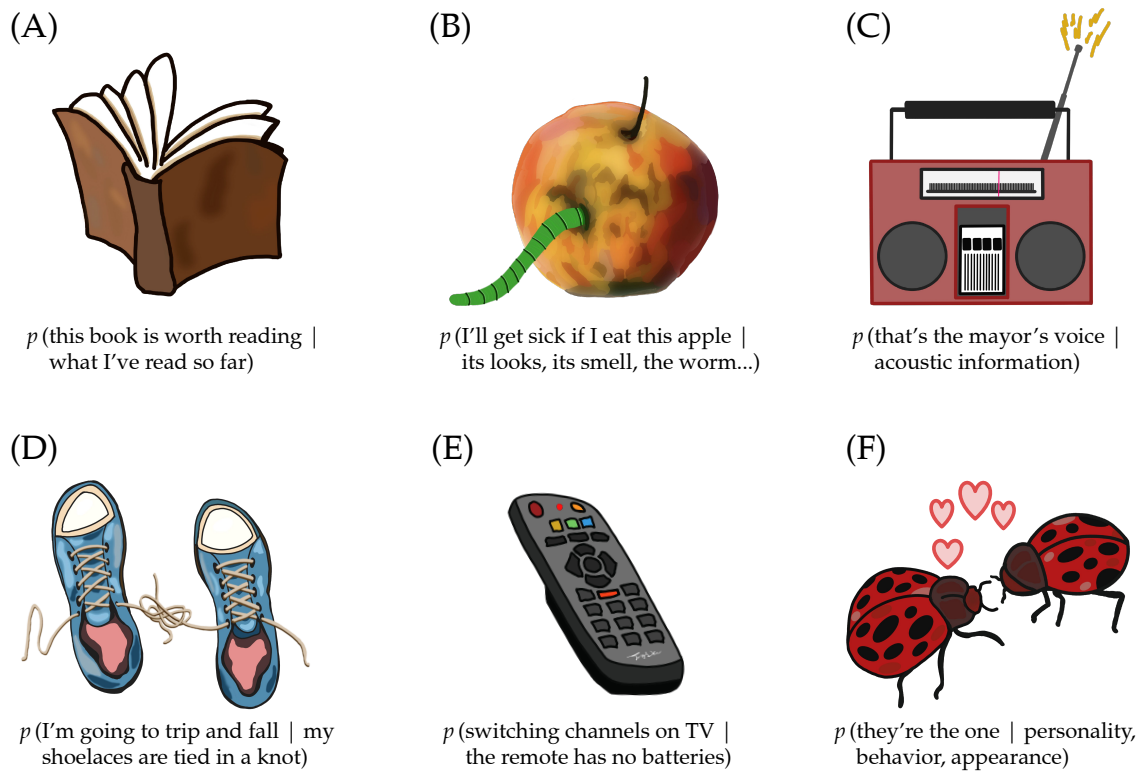 (A)
(B)
(C)
p (this book is worth reading |
what I've read so far)
p (I'll get sick if I eat this apple |
its looks, its smell, the worm...)
p (that's the mayor's voice |
acoustic information)
(D)
(E)
(F)
p (I'm going to trip and fall | my
shoelaces are tied in a knot)
p (switching channels on TV |
the remote has no batteries)
p (they're the one | personality,
behavior, appearance)